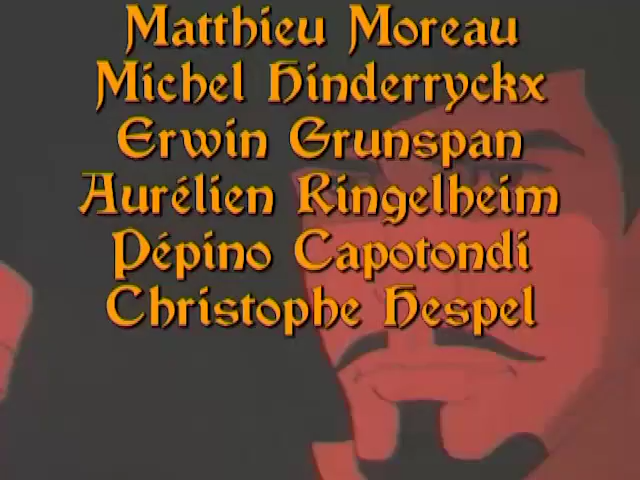 Matthieu Moreau
Michel Hinderryckx
Erwin Grunspan
Aurélien Ringelheim
Pépino Capotondi
Christophe Hespel